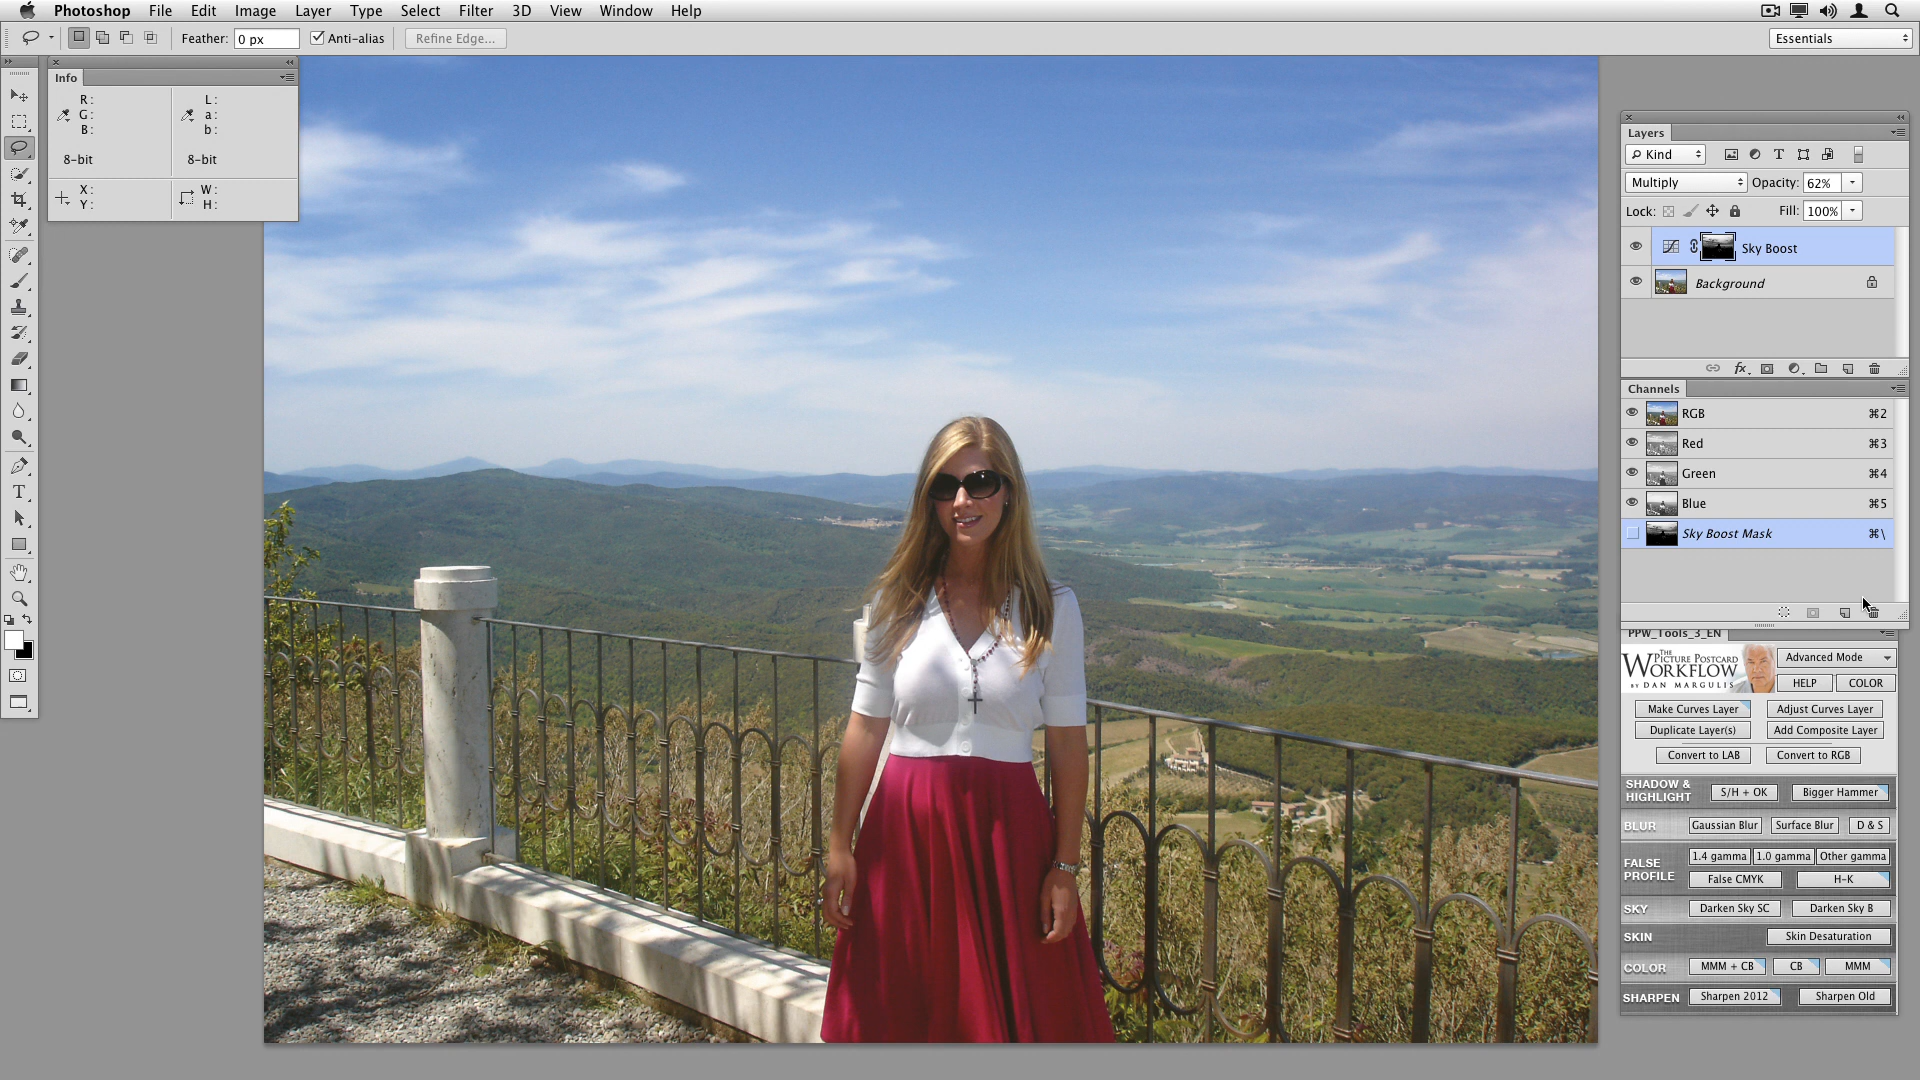 Photoshop File Edit Image Layer Type Select Filter 3D View Window Help
Feather: 0 px Anti-alias Refine Edge... Essentials
Info
R: L:
G: a:
B: b:
8-bit 8-bit
X: W:
Y: H:
Layers
Kind
Multiply Opacity: 62%
Lock: Fill: 100%
Sky Boost
Background
fx
Channels
RGB ⌘2
Red ⌘3
Green ⌘4
Blue ⌘5
Sky Boost Mask ⌘\
PPW_Tools_3_EN
THE PICTURE POSTCARD WORKFLOW BY DAN MARGULIS
Advanced Mode
HELP COLOR
Make Curves Layer Adjust Curves Layer
Duplicate Layer(s) Add Composite Layer
Convert to LAB Convert to RGB
SHADOW & HIGHLIGHT S/H + OK Bigger Hammer
BLUR Gaussian Blur Surface Blur D & S
FALSE PROFILE 1.4 gamma 1.0 gamma Other gamma
False CMYK H-K
SKY Darken Sky SC Darken Sky B
SKIN Skin Desaturation
COLOR MMM + CB CB MMM
SHARPEN Sharpen 2012 Sharpen Old